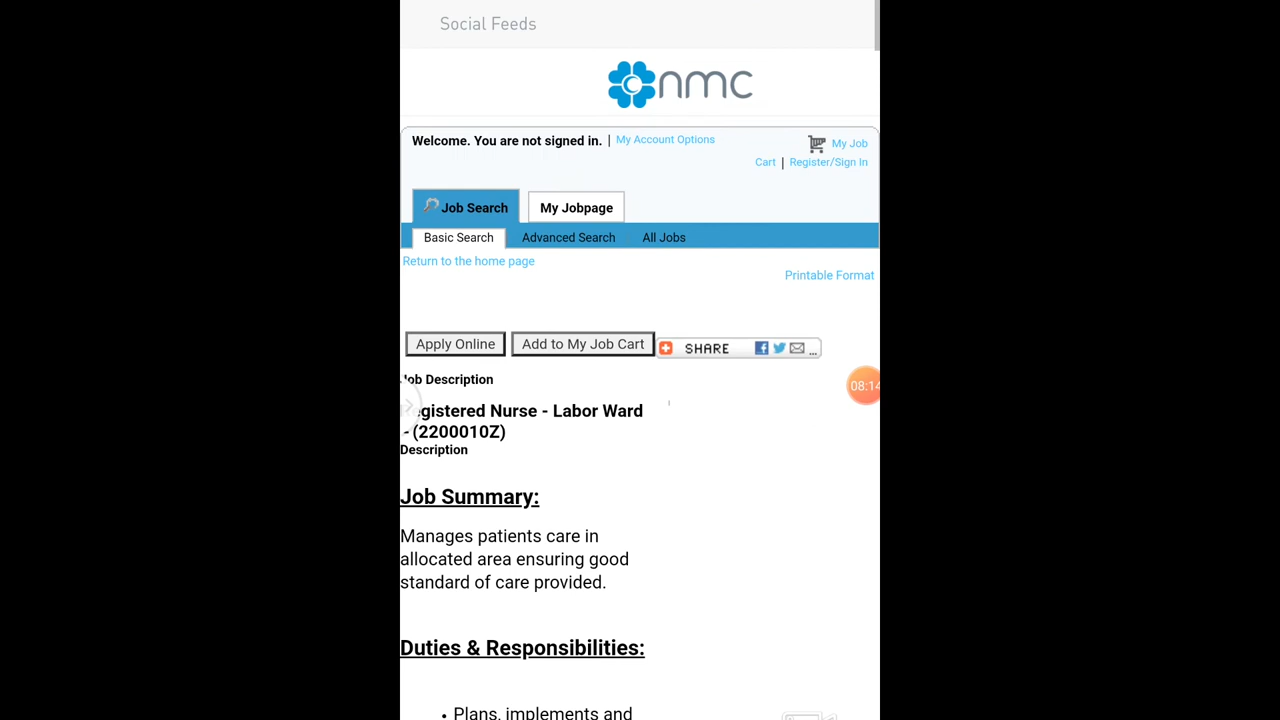 Social Feeds
nmc
Welcome. You are not signed in. | My Account Options
My Job
Cart | Register/Sign In
Job Search
My Jobpage
Basic Search
Advanced Search
All Jobs
Return to the home page
Printable Format
Apply Online
Add to My Job Cart
SHARE
...
Job Description
08:14
Registered Nurse - Labor Ward
- (2200010Z)
Description
Job Summary:
Manages patients care in
allocated area ensuring good
standard of care provided.
Duties & Responsibilities:
• Plans, implements and